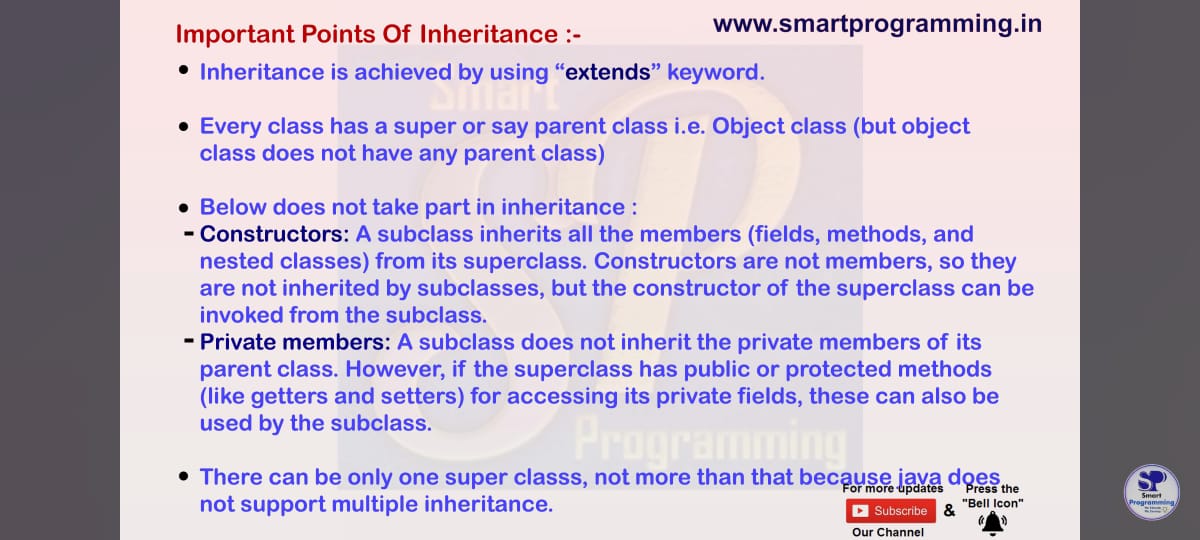 Important Points Of Inheritance :-
www.smartprogramming.in
• Inheritance is achieved by using “extends” keyword.
• Every class has a super or say parent class i.e. Object class (but object
class does not have any parent class)
• Below does not take part in inheritance :
- Constructors: A subclass inherits all the members (fields, methods, and
nested classes) from its superclass. Constructors are not members, so they
are not inherited by subclasses, but the constructor of the superclass can be
invoked from the subclass.
- Private members: A subclass does not inherit the private members of its
parent class. However, if the superclass has public or protected methods
(like getters and setters) for accessing its private fields, these can also be
used by the subclass.
• There can be only one super classs, not more than that because java does
not support multiple inheritance.
For more updates
Subscribe
Our Channel
&
Press the
"Bell Icon"
Smart
SP
Programming
SP
Smart
Programming